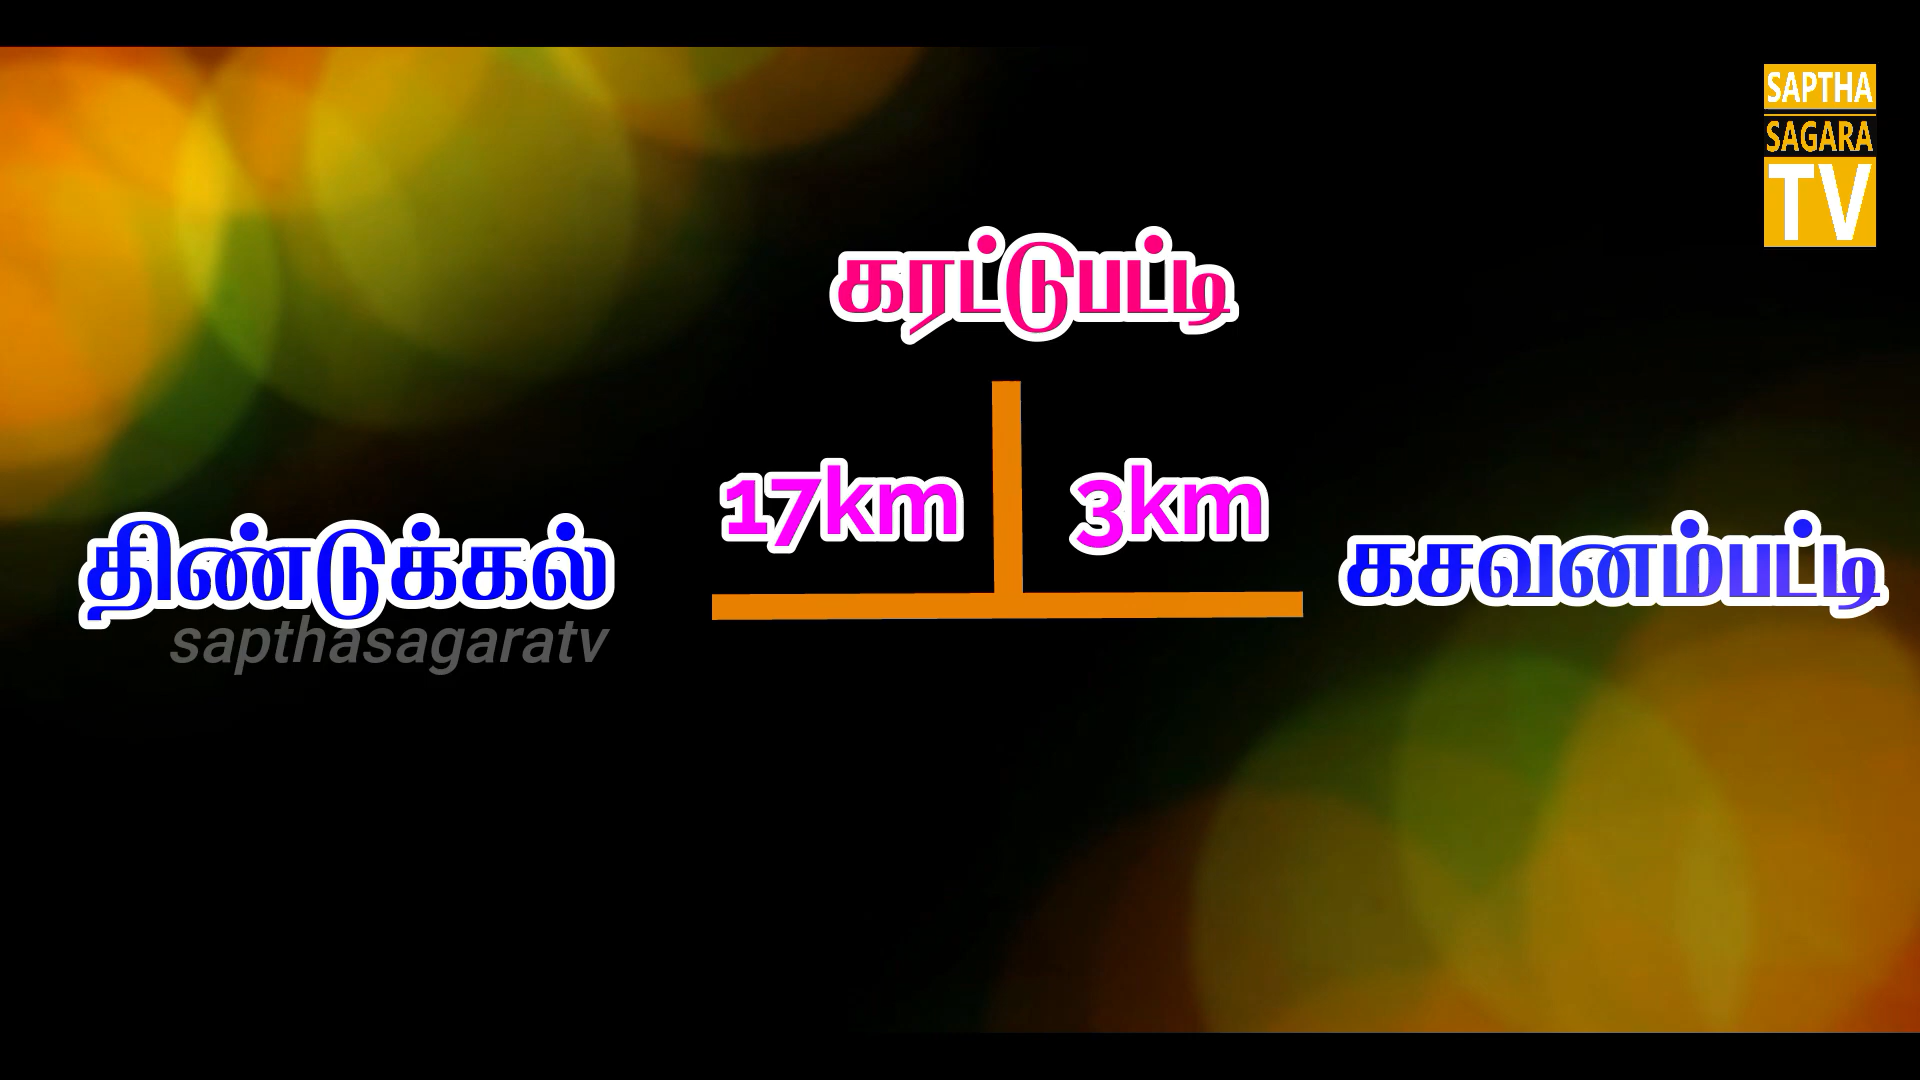 SAPTHA
SAGARA
TV
கரட்டுபட்டி
17km 3km
திண்டுக்கல் கசவனம்பட்டி
sapthasagaratv